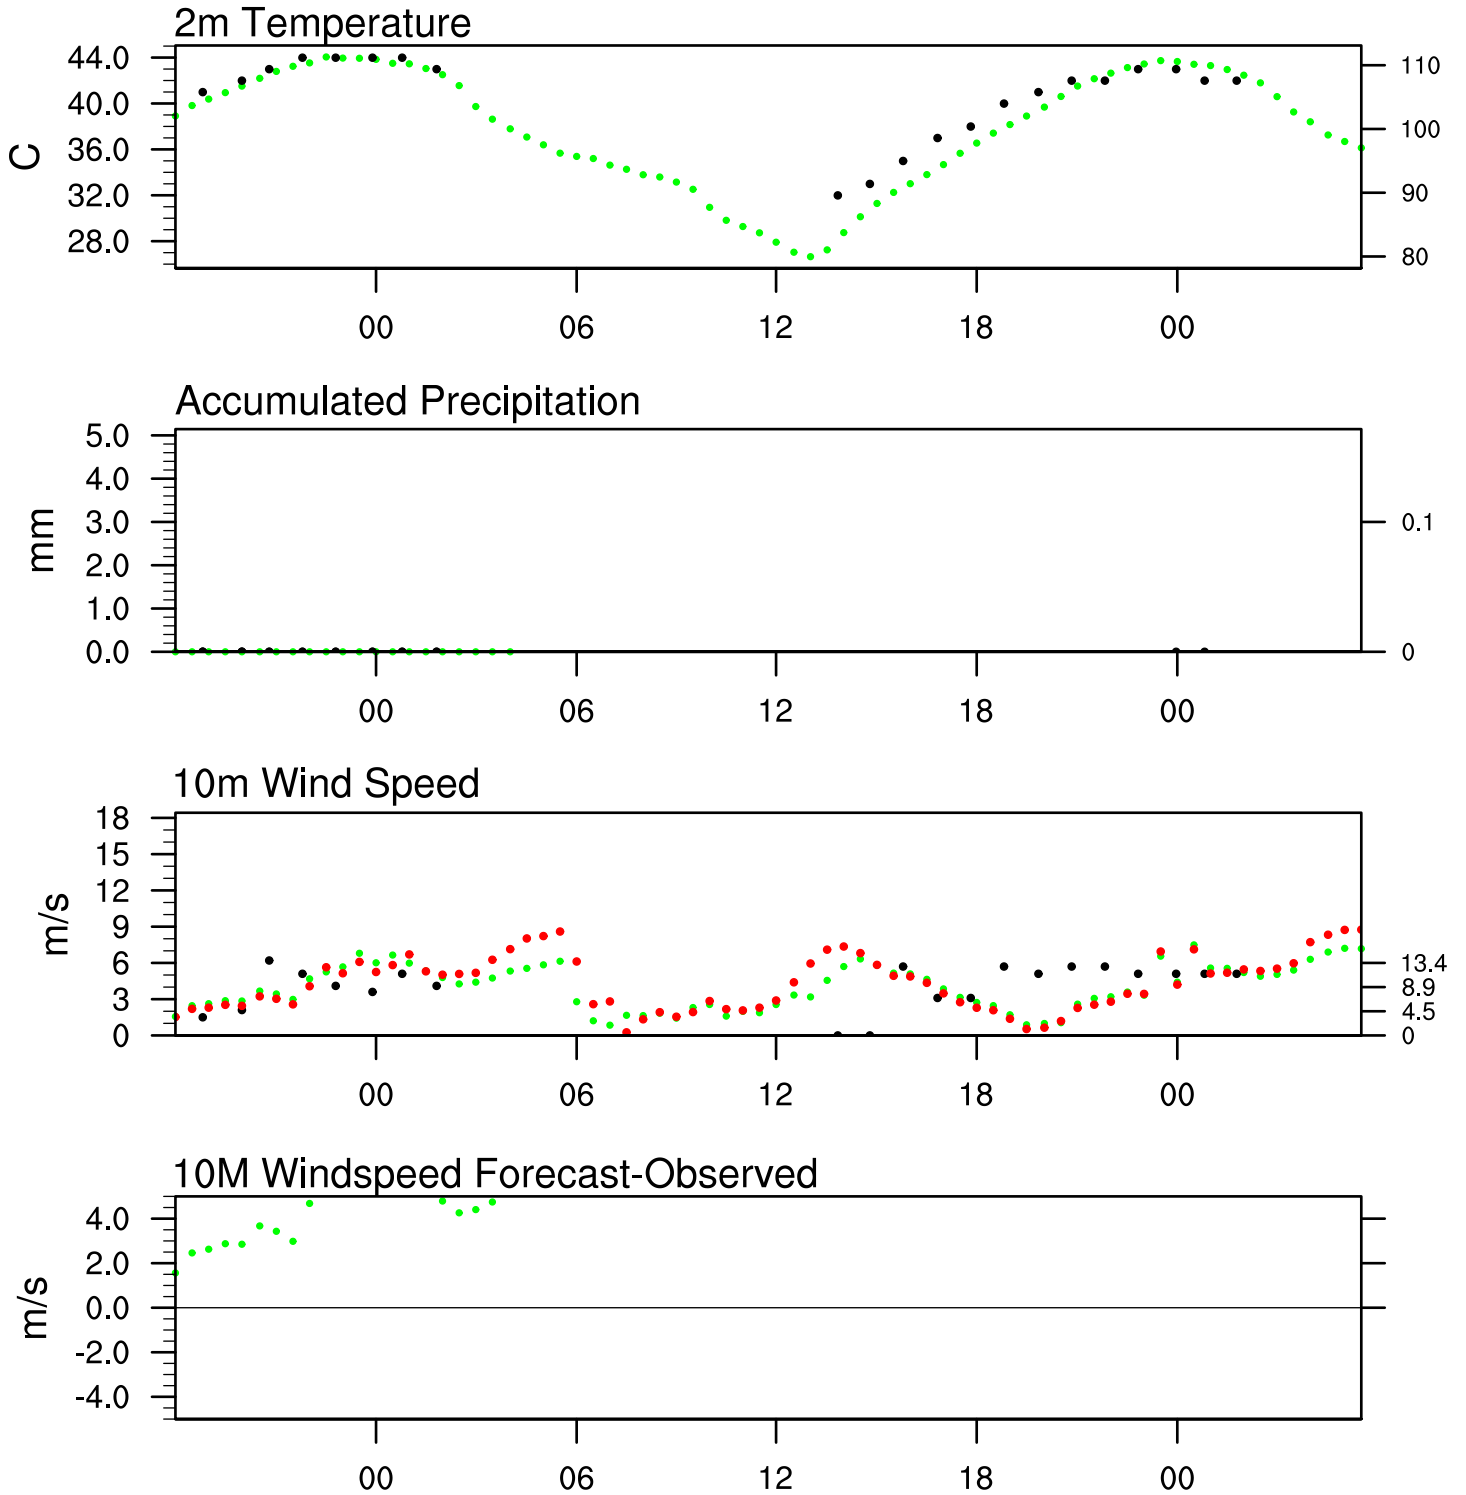 2m Temperature
44.0
110
40.0
100
C
36.0
32.0
90
28.0
80
00 06 12 18 00
Accumulated Precipitation
5.0
4.0
mm
3.0
0.1
2.0
1.0
0.0
0
00 06 12 18 00
10m Wind Speed
18
15
12
m/s
9
6
13.4
8.9
3
4.5
0
0
00 06 12 18 00
10M Windspeed Forecast-Observed
4.0
2.0
m/s
0.0
-2.0
-4.0
00 06 12 18 00